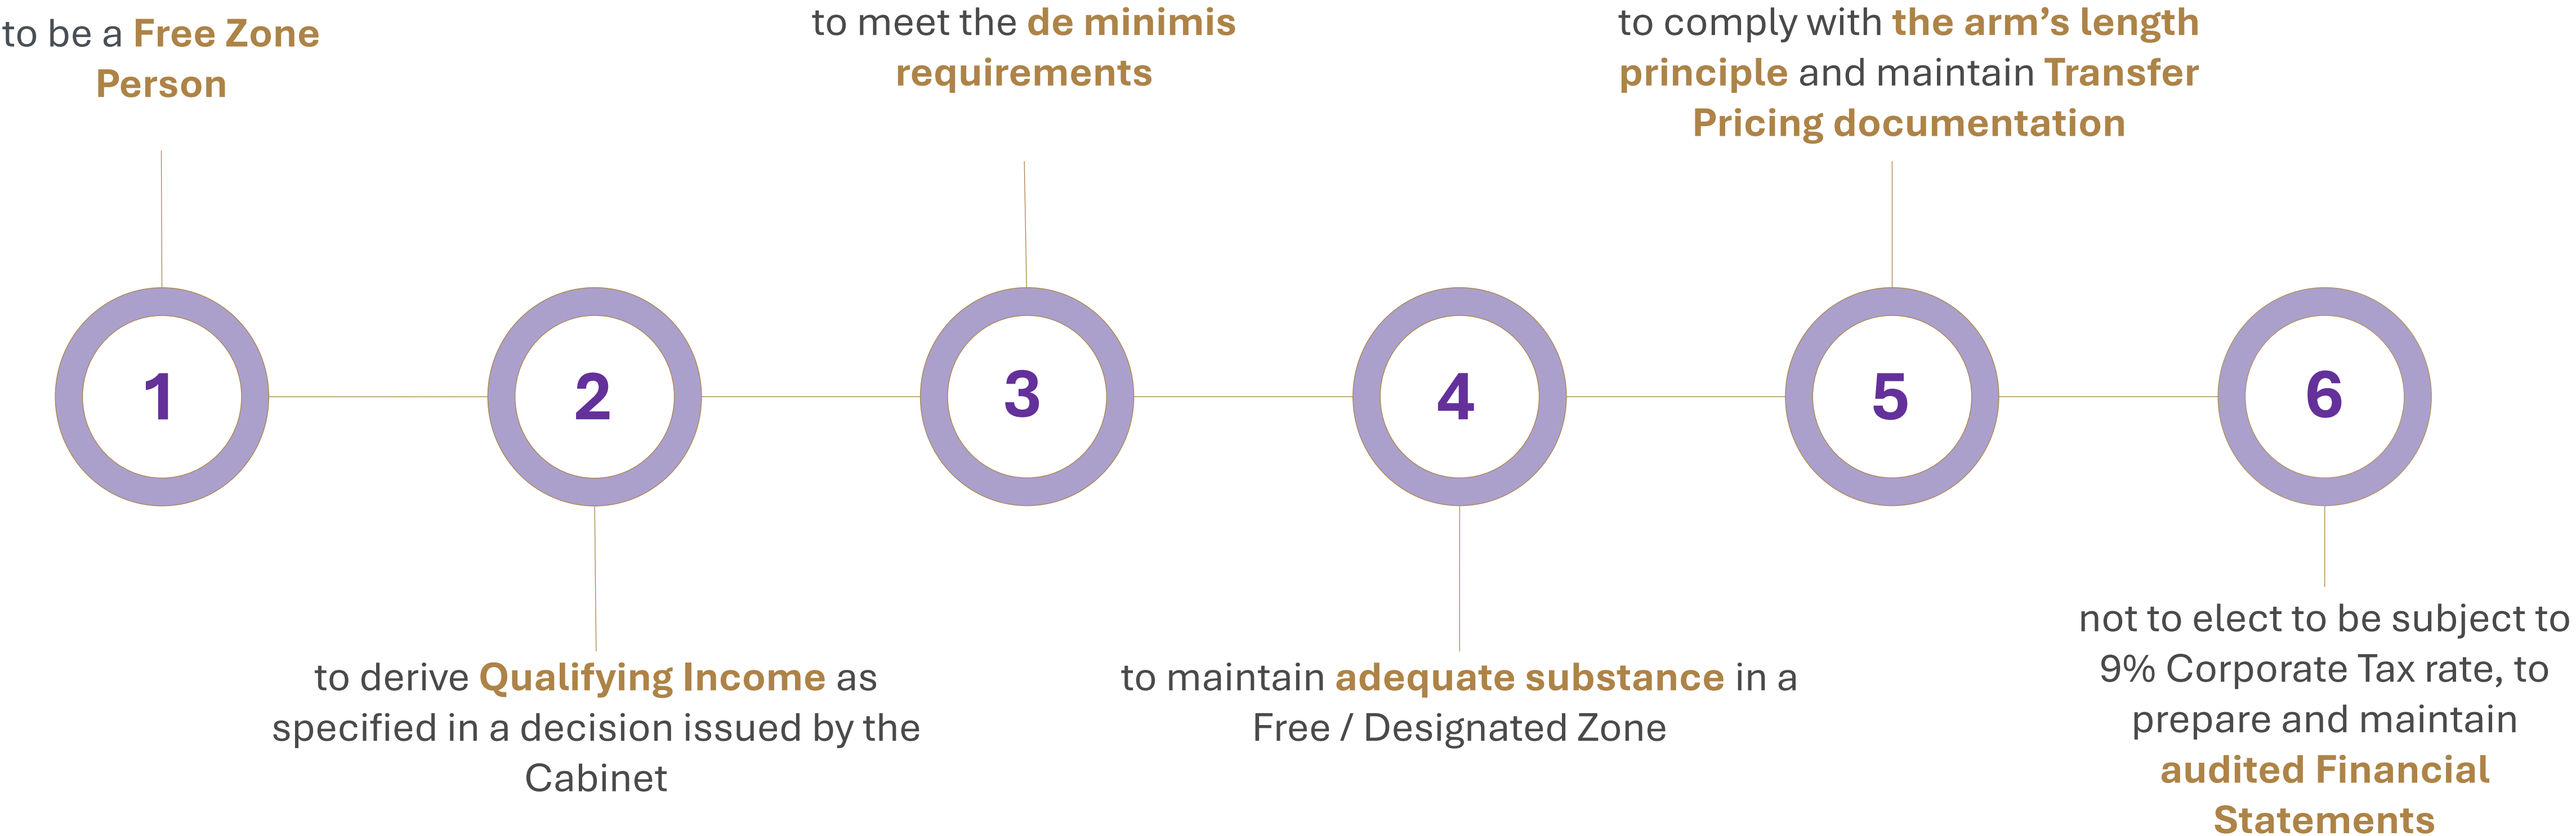 to be a Free Zone
Person
to meet the de minimis
requirements
to comply with the arm’s length
principle and maintain Transfer
Pricing documentation
1
2
3
4
5
6
to derive Qualifying Income as
specified in a decision issued by the
Cabinet
to maintain adequate substance in a
Free / Designated Zone
not to elect to be subject to
9% Corporate Tax rate, to
prepare and maintain
audited Financial
Statements